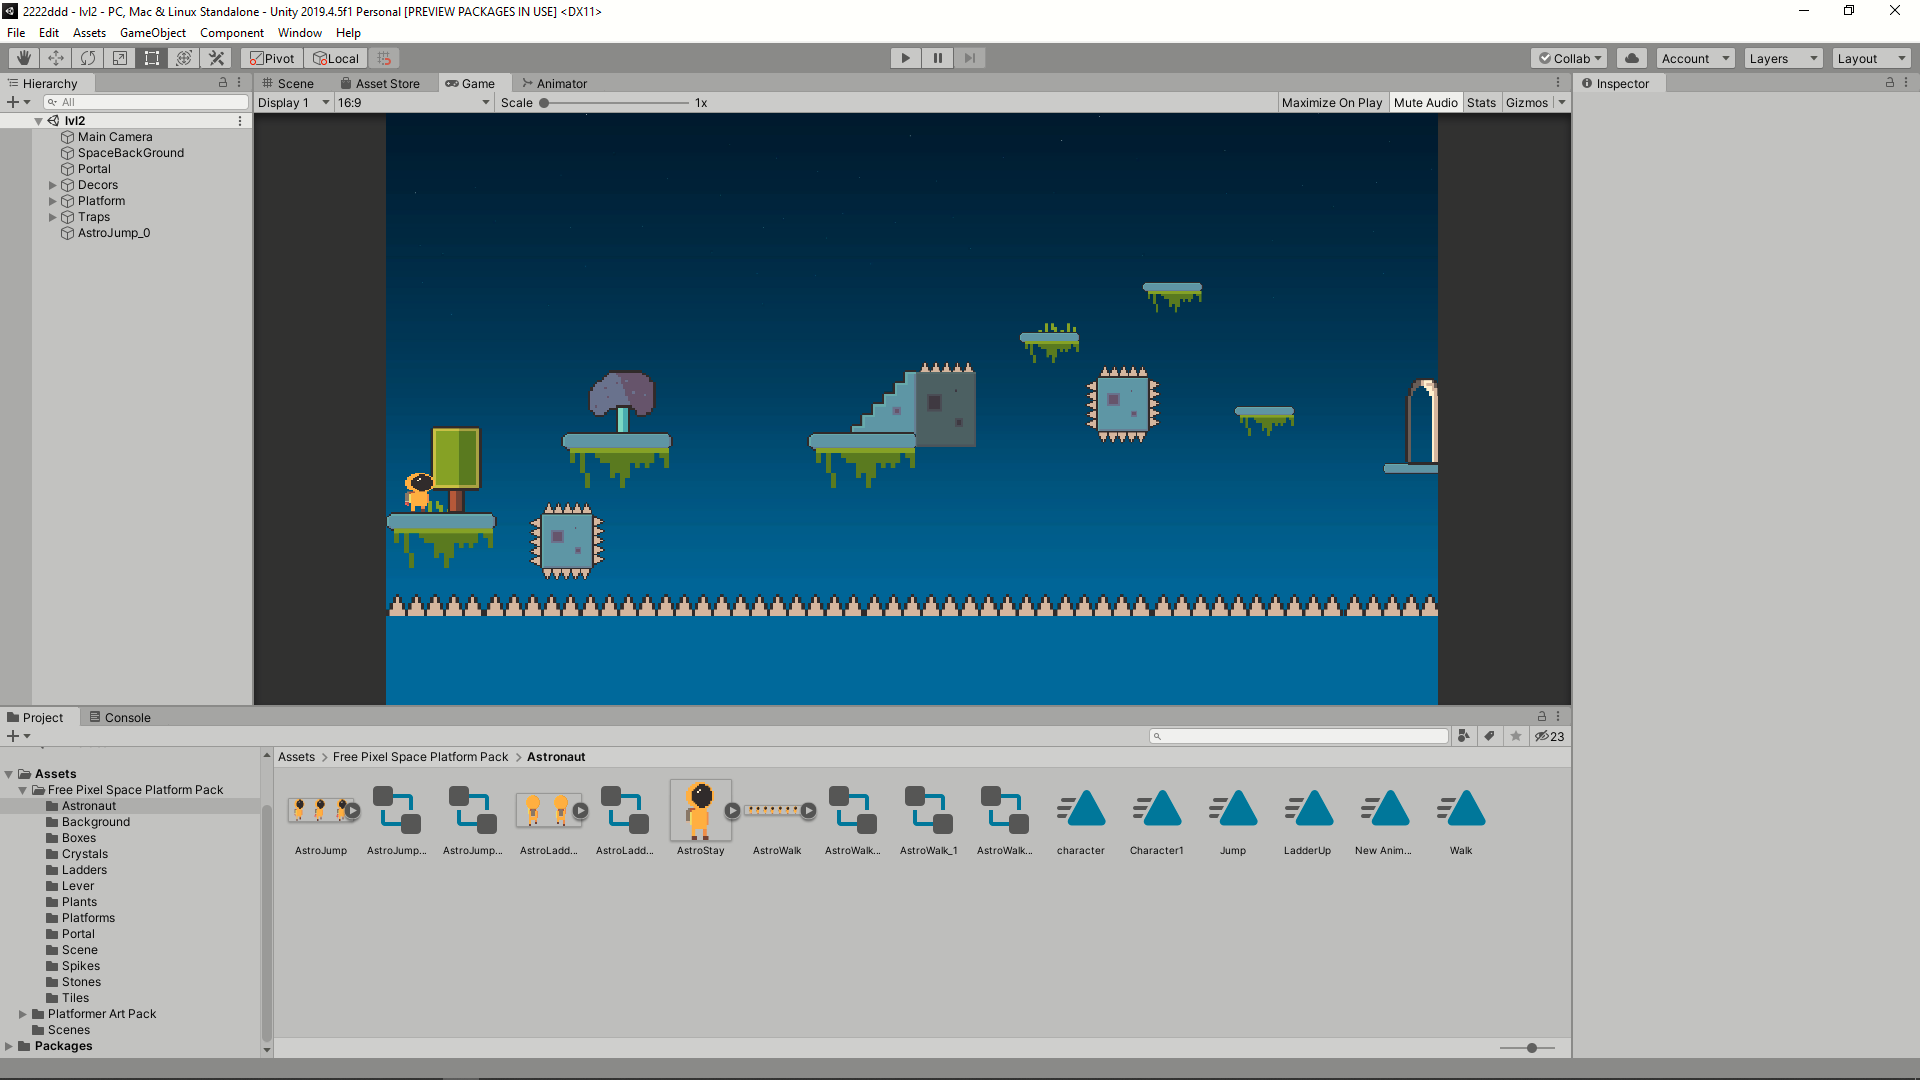 2222ddd - lvl2 - PC, Mac & Linux Standalone - Unity 2019.4.5f1 Personal [PREVIEW PACKAGES IN USE] <DX11>
File Edit Assets GameObject Component Window Help
Pivot Local Collab Account Layers Layout
Hierarchy Scene Asset Store Game Animator Inspector
All Display 1 16:9 Scale 1x Maximize On Play Mute Audio Stats Gizmos
lvl2
Main Camera
SpaceBackGround
Portal
Decors
Platform
Traps
AstroJump_0
Project Console
23
Assets > Free Pixel Space Platform Pack > Astronaut
Assets
Free Pixel Space Platform Pack
Astronaut
Background
Boxes
Crystals
Ladders
Lever
Plants
Platforms
Portal
Scene
Spikes
Stones
Tiles
Platformer Art Pack
Scenes
Packages
AstroJump AstroJump... AstroJump... AstroLadd... AstroLadd... AstroStay AstroWalk AstroWalk... AstroWalk_1 AstroWalk... character Character1 Jump LadderUp New Anim... Walk